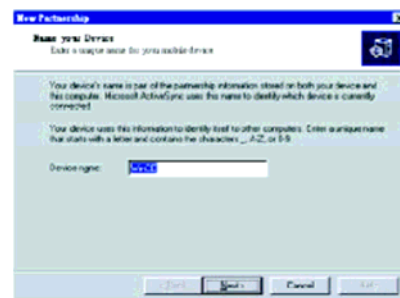 New Partnership
Name your Device
Enter a unique name for your mobile device
Your device's name is part of the partnership information stored on both your device and
this computer. Microsoft ActiveSync uses this name to identify which device is currently
connected.
Your device uses this information to identify itself to other computers. Enter a unique name
that starts with a letter and contains the characters _, A-Z, or 0-9.
Device name:
< Back Next > Cancel Help